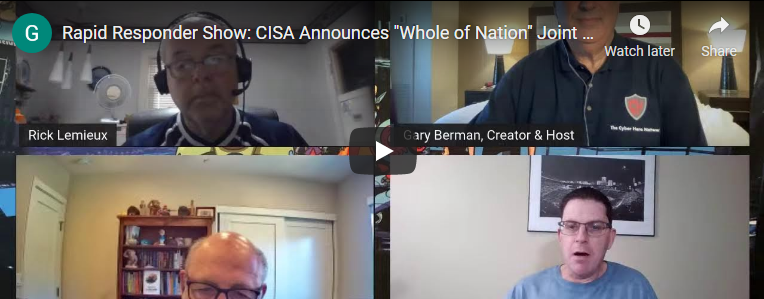 G
Rapid Responder Show: CISA Announces "Whole of Nation" Joint ...
Watch later
Share
Rick Lemieux
Gary Berman, Creator & Host
The Cyber Hero Network